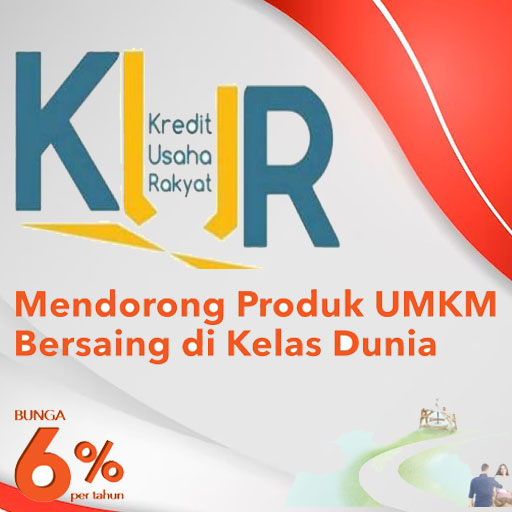 KUR
Kredit
Usaha
Rakyat
Mendorong Produk UMKM
Bersaing di Kelas Dunia
BUNGA
6%
per tahun